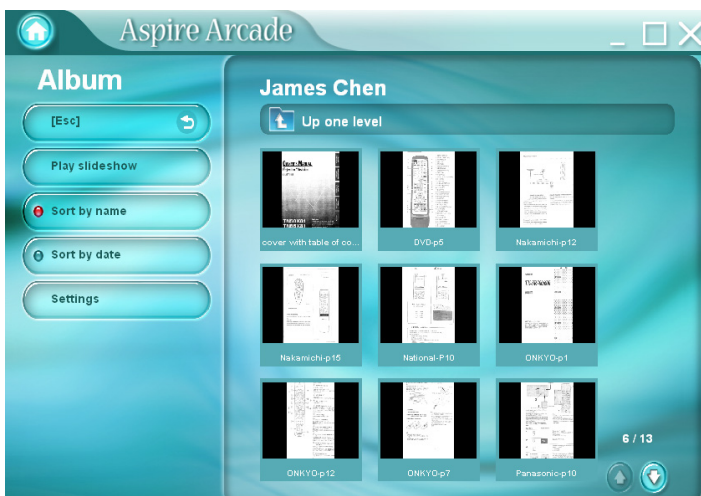 Aspire Arcade
Album
[Esc]
Play slideshow
Sort by name
Sort by date
Settings
James Chen
Up one level
cover with table of co...
DVD-p5
Nakamichi-p12
Nakamichi-p15
National-P10
ONKYO-p1
ONKYO-p12
ONKYO-p7
Panasonic-p10
6 / 13